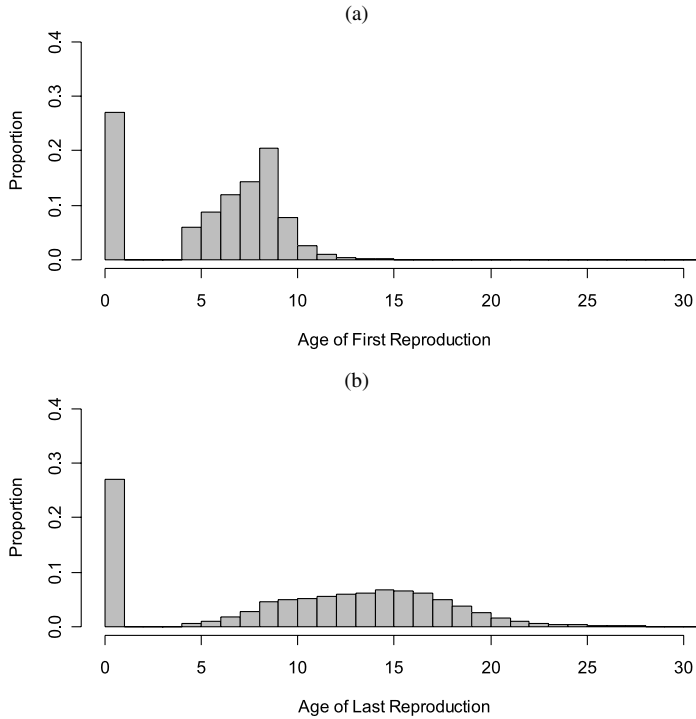 (a)
Proportion
0.0 0.1 0.2 0.3 0.4
0 5 10 15 20 25 30
Age of First Reproduction
(b)
Proportion
0.0 0.1 0.2 0.3 0.4
0 5 10 15 20 25 30
Age of Last Reproduction